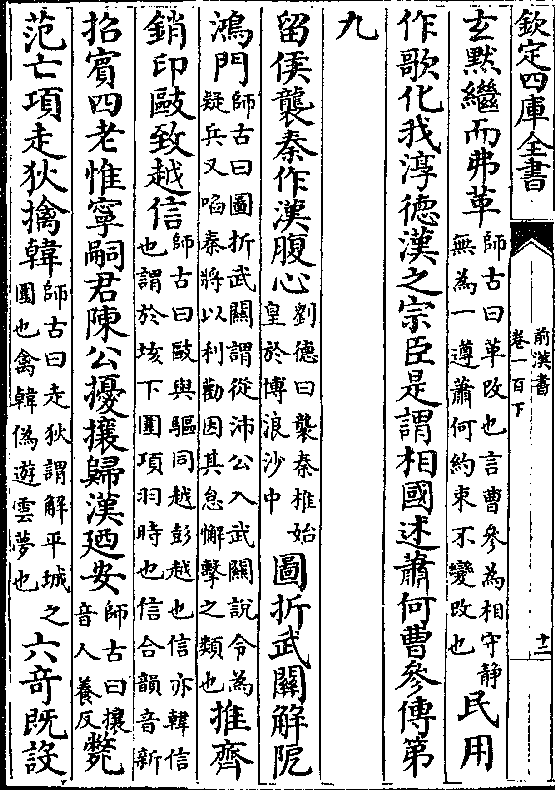 欽定四庫全書
前漢書
卷一百下
十二
玄黙繼而弗革師古曰革改也言曹參為相守静無為一遵蕭何約束不變改也民用
作歌化我淳德漢之宗臣是謂相國述蕭何曹參傳第
九
留侯襲秦作漢腹心劉德曰襲秦椎始皇於博浪沙中圖折武關解阨
鴻門師古曰圖折武關謂從沛公入武關說令為疑兵又啗秦將以利勸因其怠懈擊之類也推齊
銷印敺致越信師古曰敺與驅同越彭越也信亦韓信也謂於垓下圍項羽時也信合韻音新
招賓四老惟寧嗣君陳公擾攘歸漢廼安師古曰攘音人養反斃
范亡項走狄擒韓師古曰走狄謂解平城之圍也禽韓偽遊雲夢也六奇既設